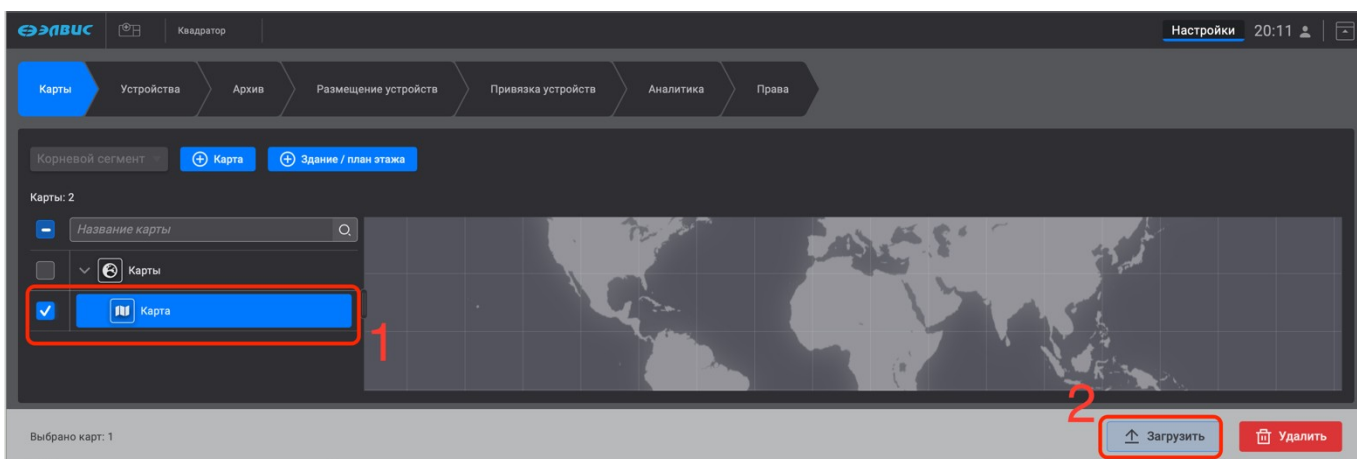 ЭЛВИС Квадратор Настройки 20:11
Карты Устройства Архив Размещение устройств Привязка устройств Аналитика Права
Корневой сегмент Карта Здание / план этажа
Карты: 2
Название карты
Карты
Карта
1
2
Выбрано карт: 1 Загрузить Удалить